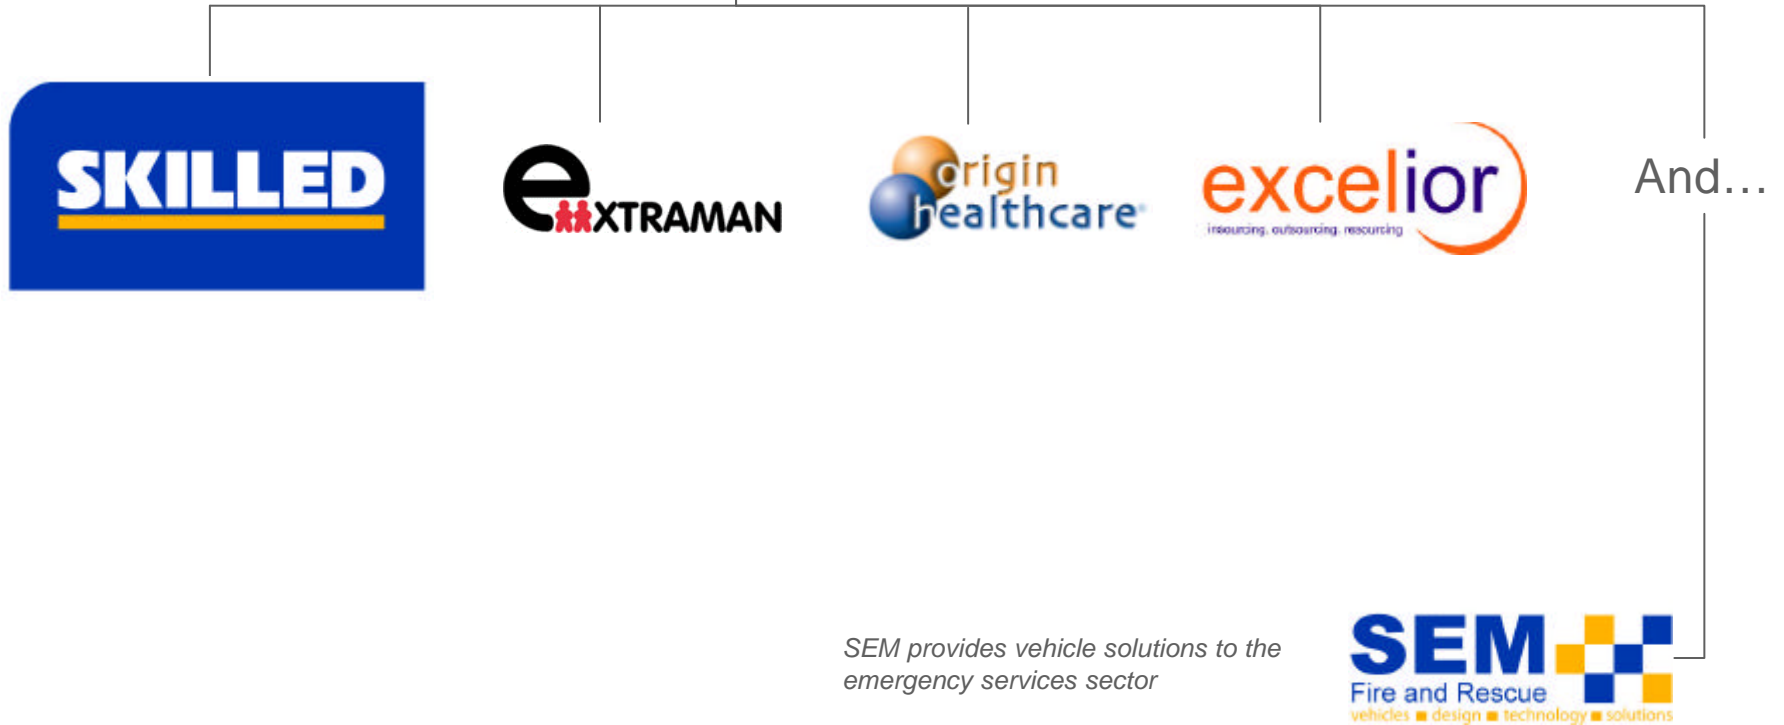 SKILLED
eXTRAMAN
origin
healthcare
excelior
insourcing. outsourcing. resourcing
And…
SEM provides vehicle solutions to the
emergency services sector
SEM
Fire and Rescue
vehicles ■ design ■ technology ■ solutions